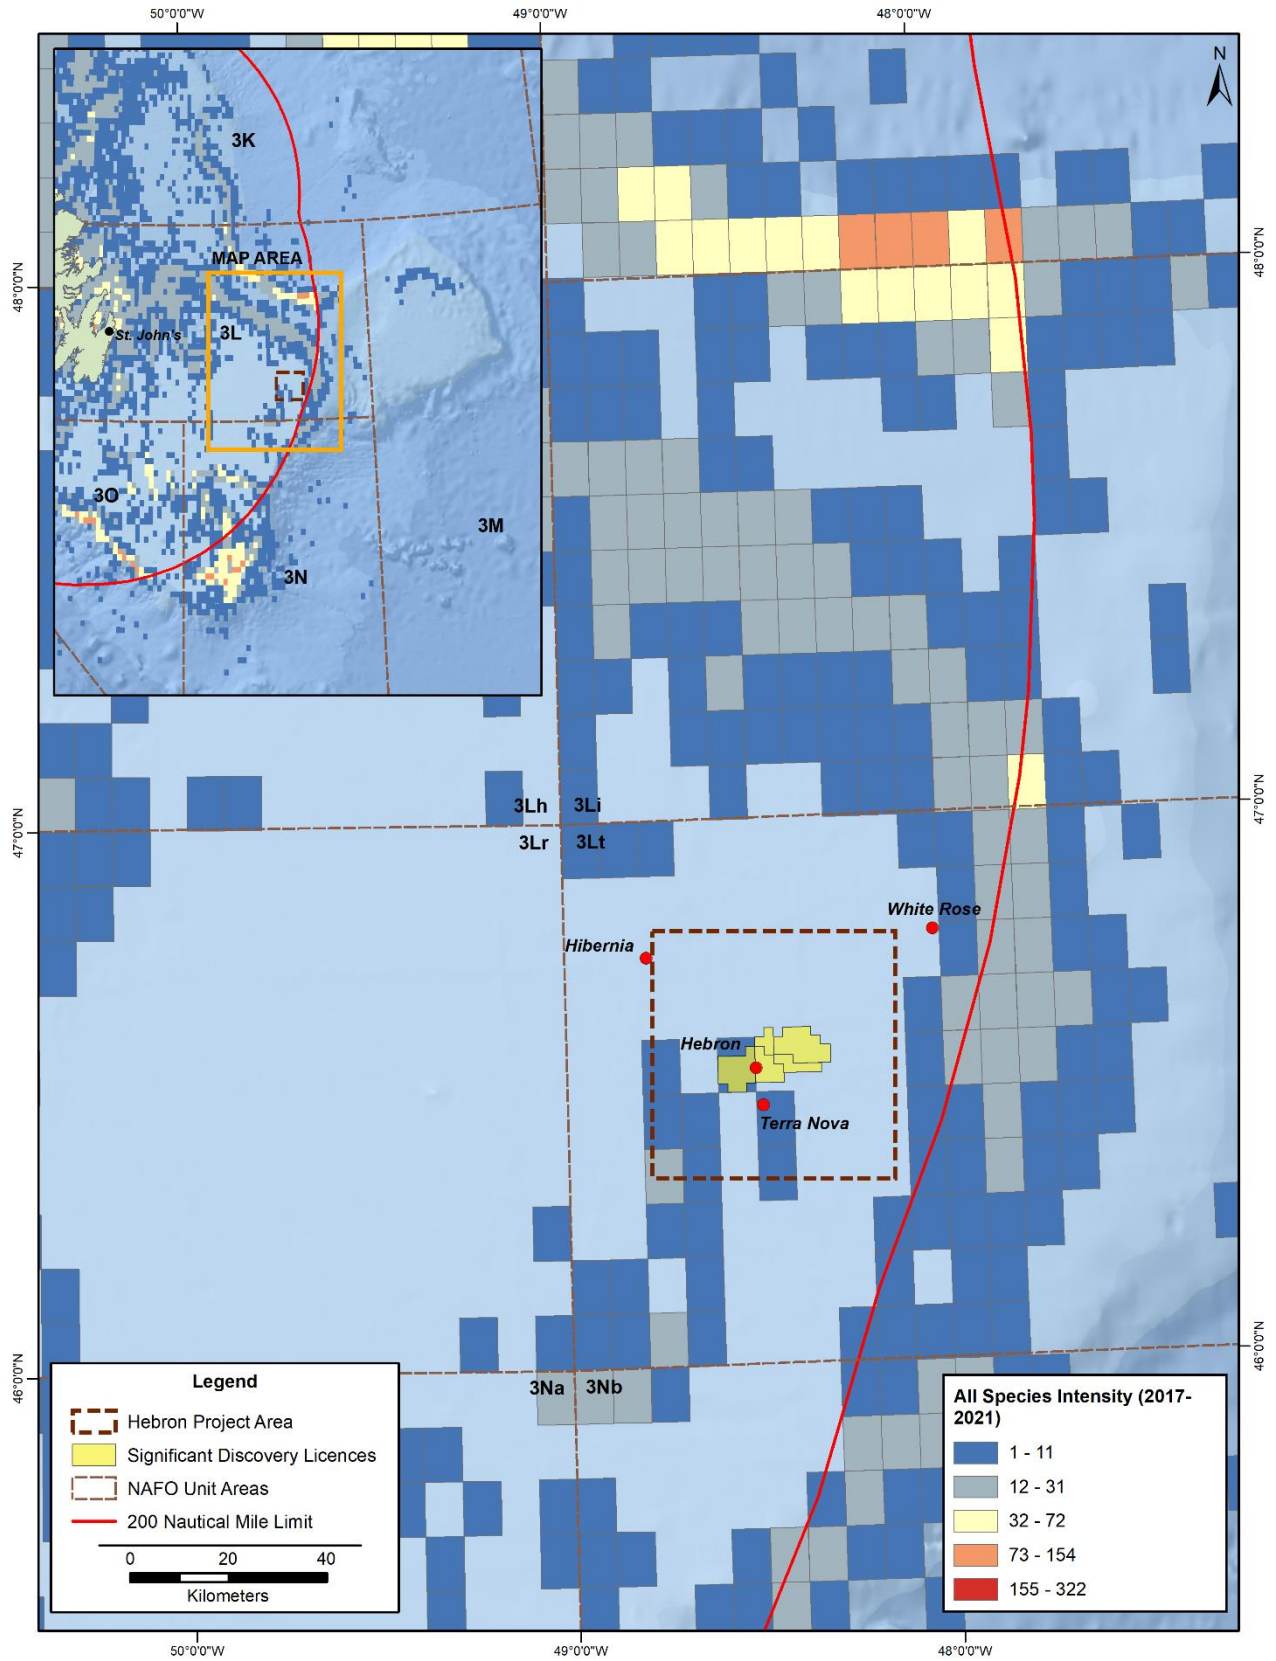 50°0'0"W
49°0'0"W
48°0'0"W
N
3K
MAP AREA
48°0'0"N
48°0'0"N
St. John's
3L
3O
3M
3N
3Lh
3Li
47°0'0"N
47°0'0"N
3Lr
3Lt
White Rose
Hibernia
Hebron
Terra Nova
46°0'0"N
46°0'0"N
3Na
3Nb
Legend
Hebron Project Area
Significant Discovery Licences
NAFO Unit Areas
200 Nautical Mile Limit
0 20 40
Kilometers
All Species Intensity (2017-
2021)
1 - 11
12 - 31
32 - 72
73 - 154
155 - 322
50°0'0"W
49°0'0"W
48°0'0"W